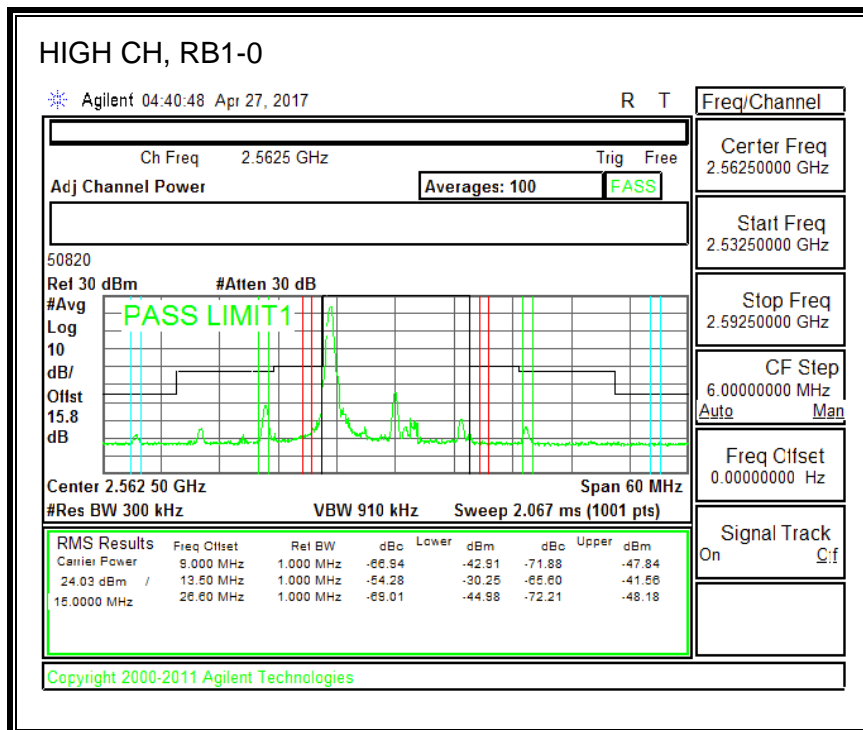 HIGH CH, RB1-0
Agilent 04:40:48 Apr 27, 2017 R T
Freq/Channel
Ch Freq 2.5625 GHz Trig Free
Adj Channel Power Averages: 100 PASS
Center Freq
2.56250000 GHz
Start Freq
2.53250000 GHz
Stop Freq
2.59250000 GHz
CF Step
6.00000000 MHz
Auto Man
Freq Offset
0.00000000 Hz
Signal Track
On Off
50820
Ref 30 dBm #Atten 30 dB
#Avg
Log
10
dB/
Offst
15.8
dB
PASS LIMIT1
Center 2.562 50 GHz Span 60 MHz
#Res BW 300 kHz VBW 910 kHz Sweep 2.067 ms (1001 pts)
RMS Results Freq Offset Ref BW dBc Lower dBm dBc Upper dBm
Carrier Power 9.000 MHz 1.000 MHz -66.94 -42.91 -71.88 -47.84
24.03 dBm / 13.50 MHz 1.000 MHz -54.28 -30.25 -65.60 -41.56
15.0000 MHz 26.60 MHz 1.000 MHz -69.01 -44.98 -72.21 -48.18
Copyright 2000-2011 Agilent Technologies